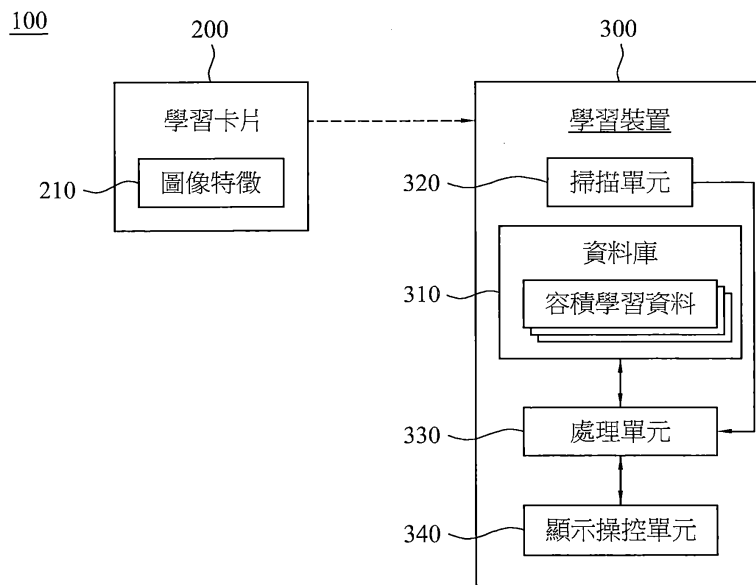 100
200
學習卡片
210
圖像特徵
300
學習裝置
320
掃描單元
資料庫
310
容積學習資料
330
處理單元
340
顯示操控單元